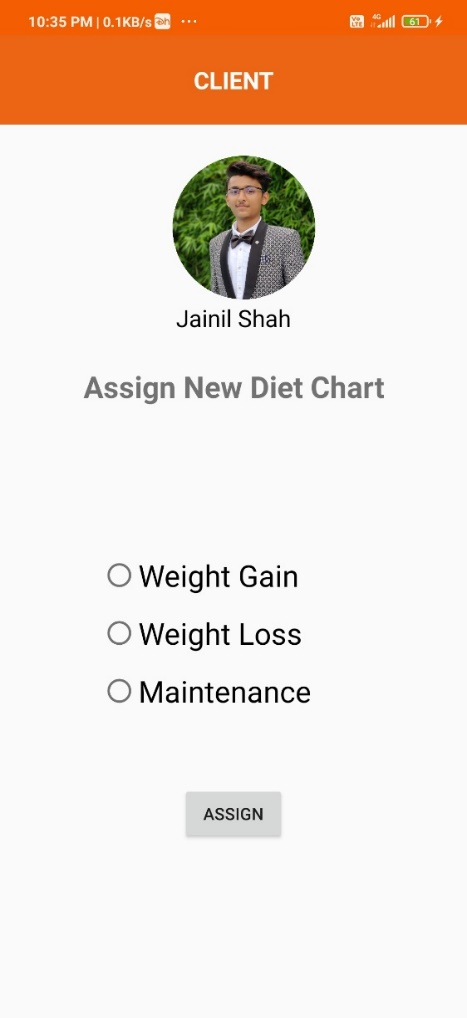 10:35 PM | 0.1KB/s ...
4G 61
CLIENT
Jainil Shah
Assign New Diet Chart
Weight Gain
Weight Loss
Maintenance
ASSIGN